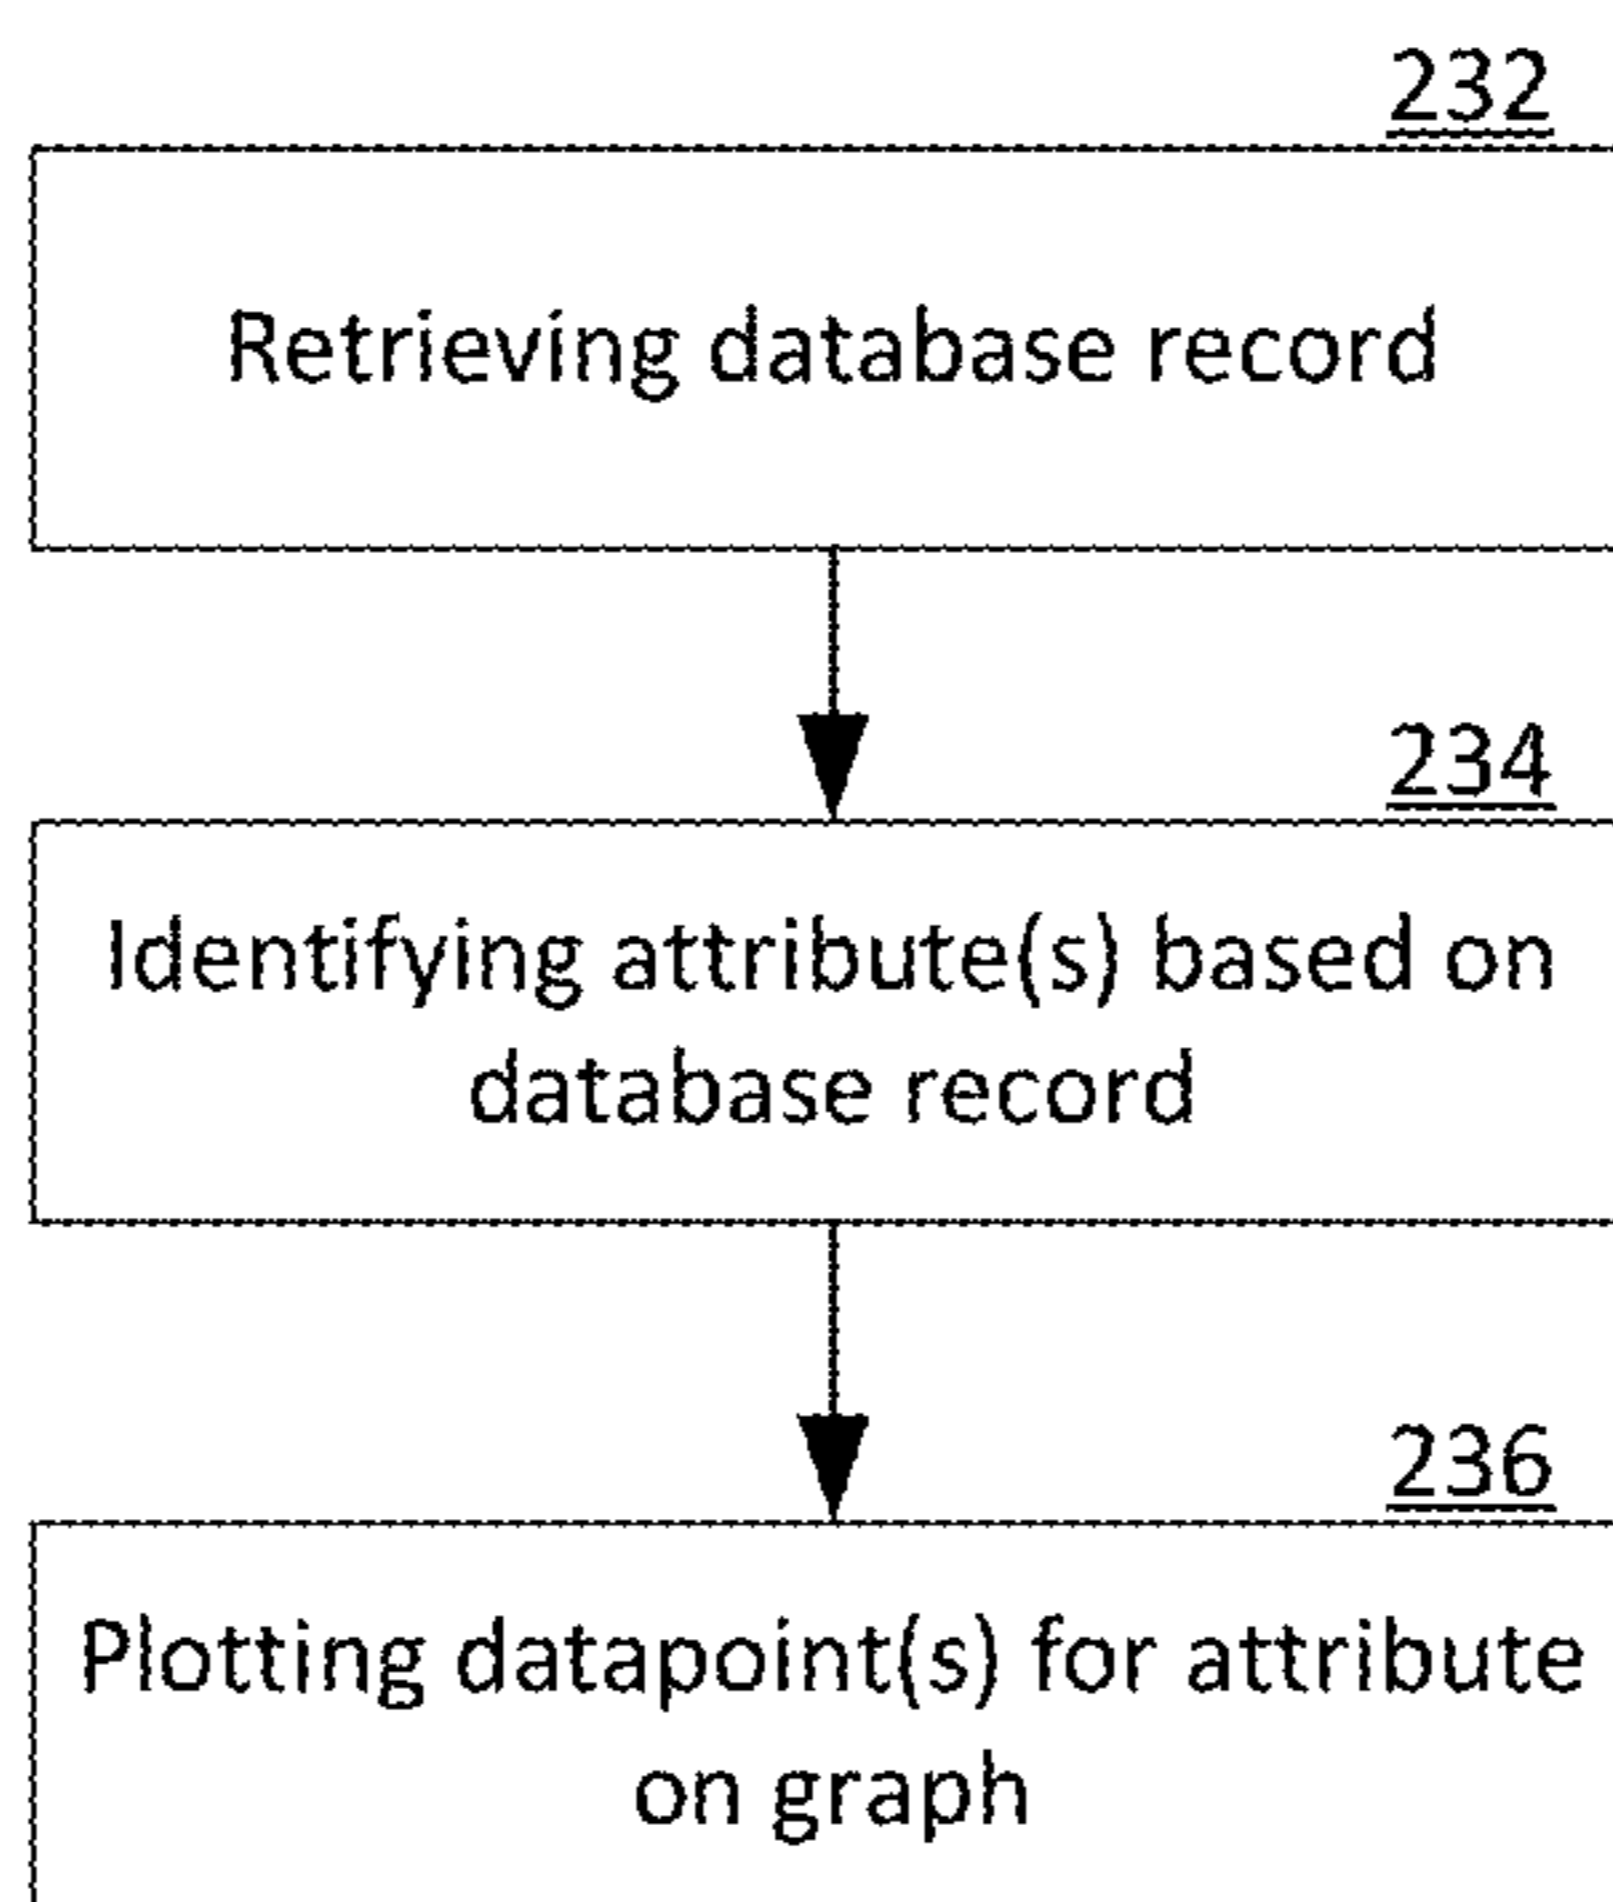 232
Retrieving database record
234
Identifying attribute(s) based on
database record
236
Plotting datapoint(s) for attribute
on graph